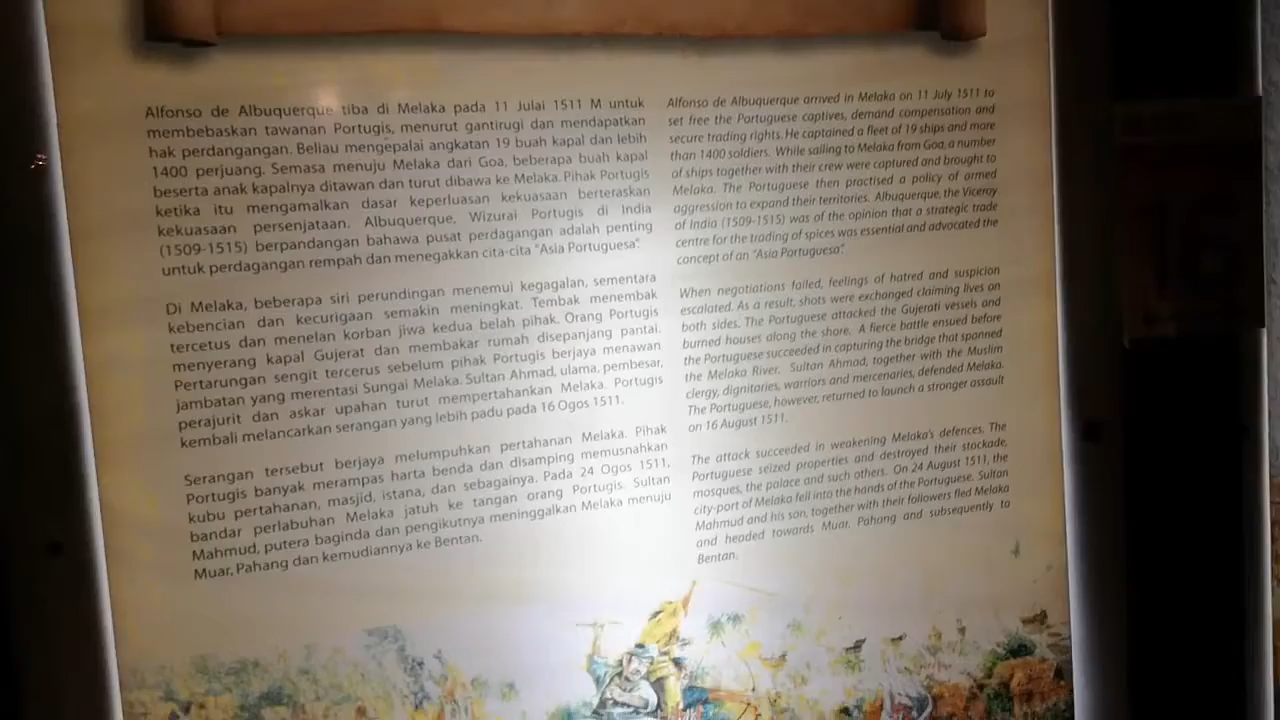 Alfonso de Albuquerque tiba di Melaka pada 11 Julai 1511 M untuk
membebaskan tawanan Portugis, menurut gantirugi dan mendapatkan
hak perdangangan. Beliau mengepalai angkatan 19 buah kapal dan lebih
1400 perjuang. Semasa menuju Melaka dari Goa, beberapa buah kapal
beserta anak kapalnya ditawan dan turut dibawa ke Melaka. Pihak Portugis
ketika itu mengamalkan dasar keperluasan kekuasaan berteraskan
kekuasaan persenjataan. Albuquerque, Wizurai Portugis di India
(1509-1515) berpandangan bahawa pusat perdagangan adalah penting
untuk perdagangan rempah dan menegakkan cita-cita "Asia Portuguesa".
Di Melaka, beberapa siri perundingan menemui kegagalan, sementara
kebencian dan kecurigaan semakin meningkat. Tembak menembak
tercetus dan menelan korban jiwa kedua belah pihak. Orang Portugis
menyerang kapal Gujerat dan membakar rumah disepanjang pantai.
Pertarungan sengit tercerus sebelum pihak Portugis berjaya menawan
jambatan yang merentasi Sungai Melaka. Sultan Ahmad, ulama, pembesar,
perajurit dan askar upahan turut mempertahankan Melaka. Portugis
kembali melancarkan serangan yang lebih padu pada 16 Ogos 1511.
Serangan tersebut berjaya melumpuhkan pertahanan Melaka. Pihak
Portugis banyak merampas harta benda dan disamping memusnahkan
kubu pertahanan, masjid, istana, dan sebagainya. Pada 24 Ogos 1511,
bandar perlabuhan Melaka jatuh ke tangan orang Portugis. Sultan
Mahmud, putera baginda dan pengikutnya meninggalkan Melaka menuju
Muar, Pahang dan kemudiannya ke Bentan.
Alfonso de Albuquerque arrived in Melaka on 11 July 1511 to
set free the Portuguese captives, demand compensation and
secure trading rights. He captained a fleet of 19 ships and more
than 1400 soldiers. While sailing to Melaka from Goa, a number
of ships together with their crew were captured and brought to
Melaka. The Portuguese then practised a policy of armed
aggression to expand their territories. Albuquerque, the Viceroy
of India (1509-1515) was of the opinion that a strategic trade
centre for the trading of spices was essential and advocated the
concept of an "Asia Portuguesa".
When negotiations failed, feelings of hatred and suspicion
escalated. As a result, shots were exchanged claiming lives on
both sides. The Portuguese attacked the Gujerati vessels and
burned houses along the shore. A fierce battle ensued before
the Portuguese succeeded in capturing the bridge that spanned
the Melaka River. Sultan Ahmad, together with the Muslim
clergy, dignitaries, warriors and mercenaries, defended Melaka.
The Portuguese, however, returned to launch a stronger assault
on 16 August 1511.
The attack succeeded in weakening Melaka's defences. The
Portuguese seized properties and destroyed their stockade,
mosques, the palace and such others. On 24 August 1511, the
city-port of Melaka fell into the hands of the Portuguese. Sultan
Mahmud and his son, together with their followers fled Melaka
and headed towards Muar, Pahang and subsequently to
Bentan.